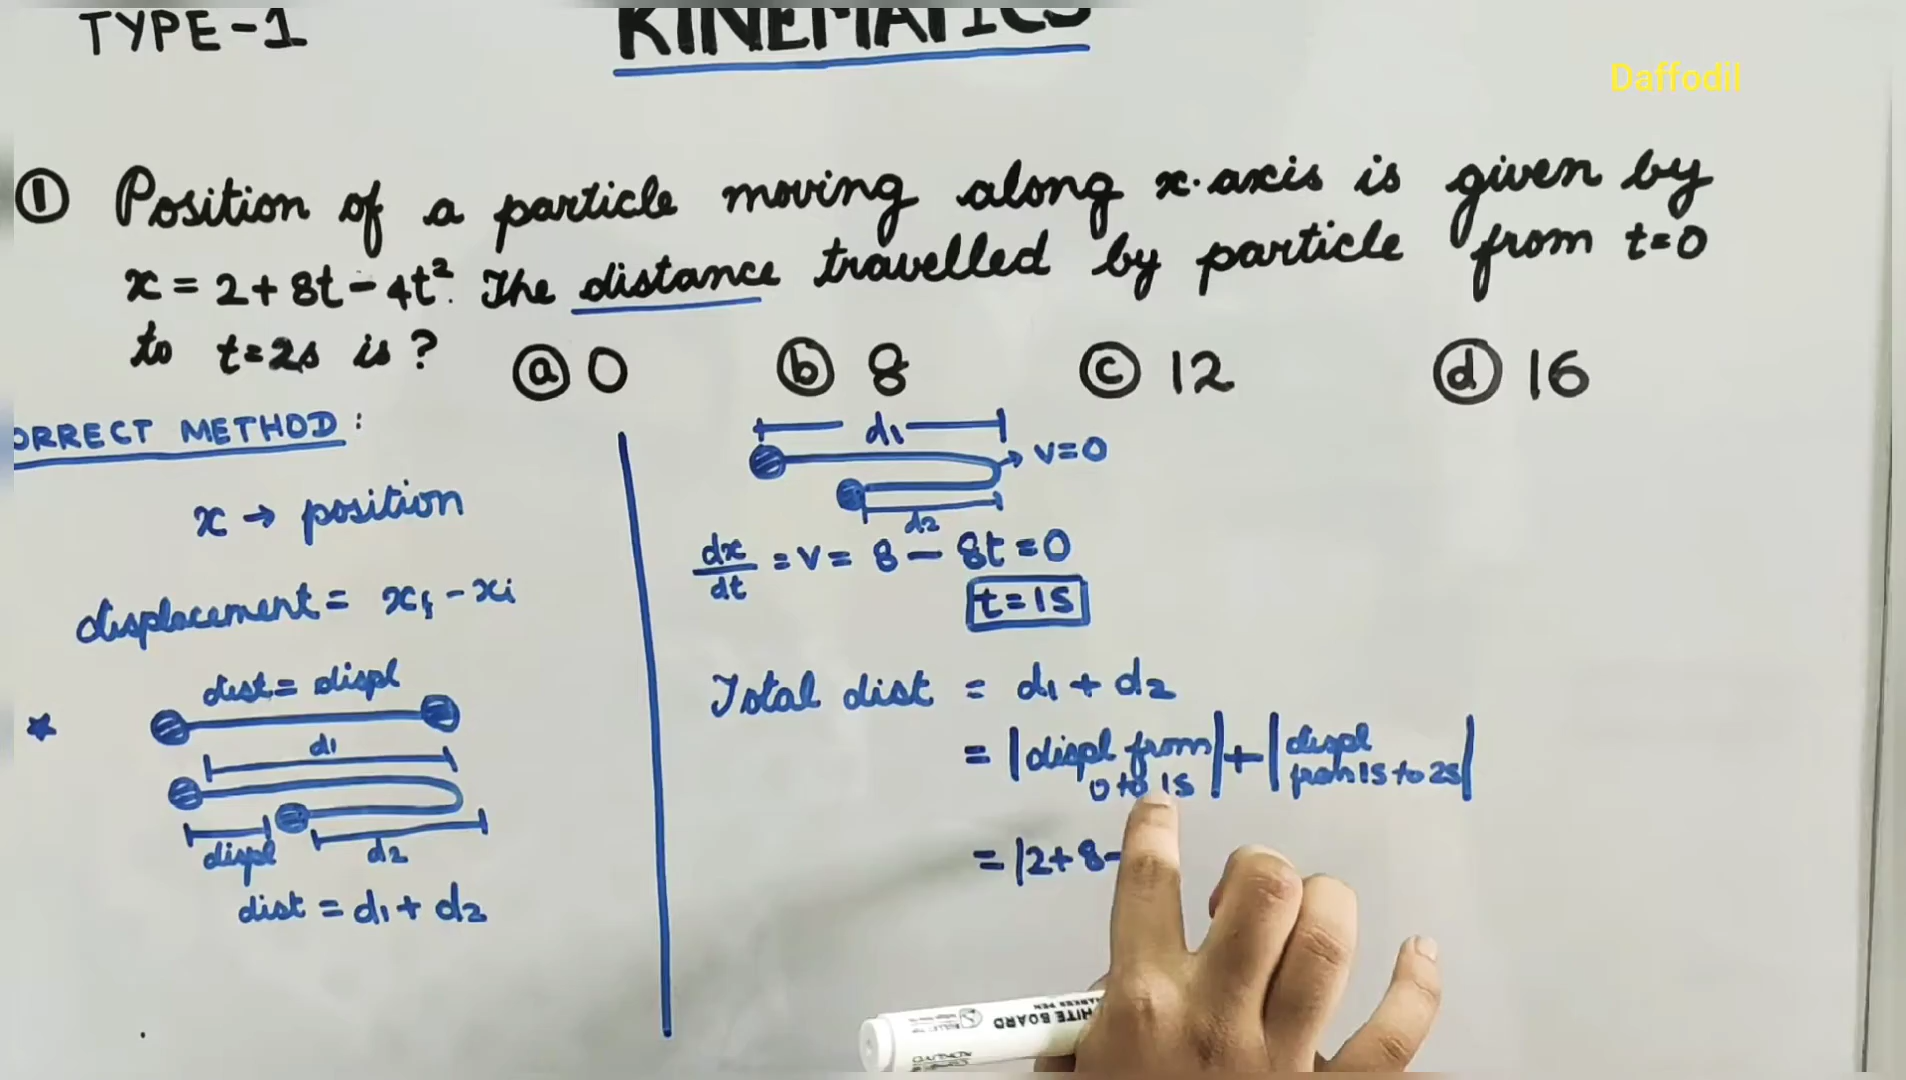 TYPE-1
KINEMATICS
Daffodil
① Position of a particle moving along x-axis is given by
x = 2 + 8t - 4t². The distance travelled by particle from t=0
to t=2s is ? ⓐ 0 ⓑ 8 ⓒ 12 ⓓ 16
ORRECT METHOD :
x → position
displacement = xf - xi
dist = displ
d1
displ d2
dist = d1 + d2
d1
v=0
d2
dx/dt = v = 8 - 8t = 0
t = 1s
Total dist = d1 + d2
= |displ from 0 to 1s| + |displ from 1s to 2s|
= |2+8-
WHITE BOARD
MARKER PEN